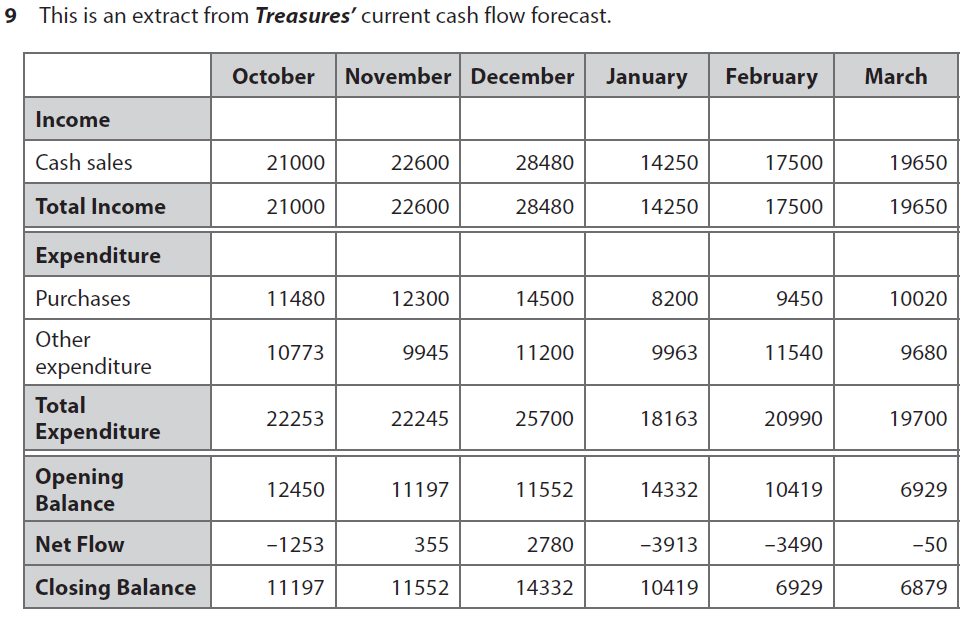 9 This is an extract from Treasures’ current cash flow forecast.
October November December January February March
Income
Cash sales 21000 22600 28480 14250 17500 19650
Total Income 21000 22600 28480 14250 17500 19650
Expenditure
Purchases 11480 12300 14500 8200 9450 10020
Other
expenditure 10773 9945 11200 9963 11540 9680
Total
Expenditure 22253 22245 25700 18163 20990 19700
Opening
Balance 12450 11197 11552 14332 10419 6929
Net Flow –1253 355 2780 –3913 –3490 –50
Closing Balance 11197 11552 14332 10419 6929 6879